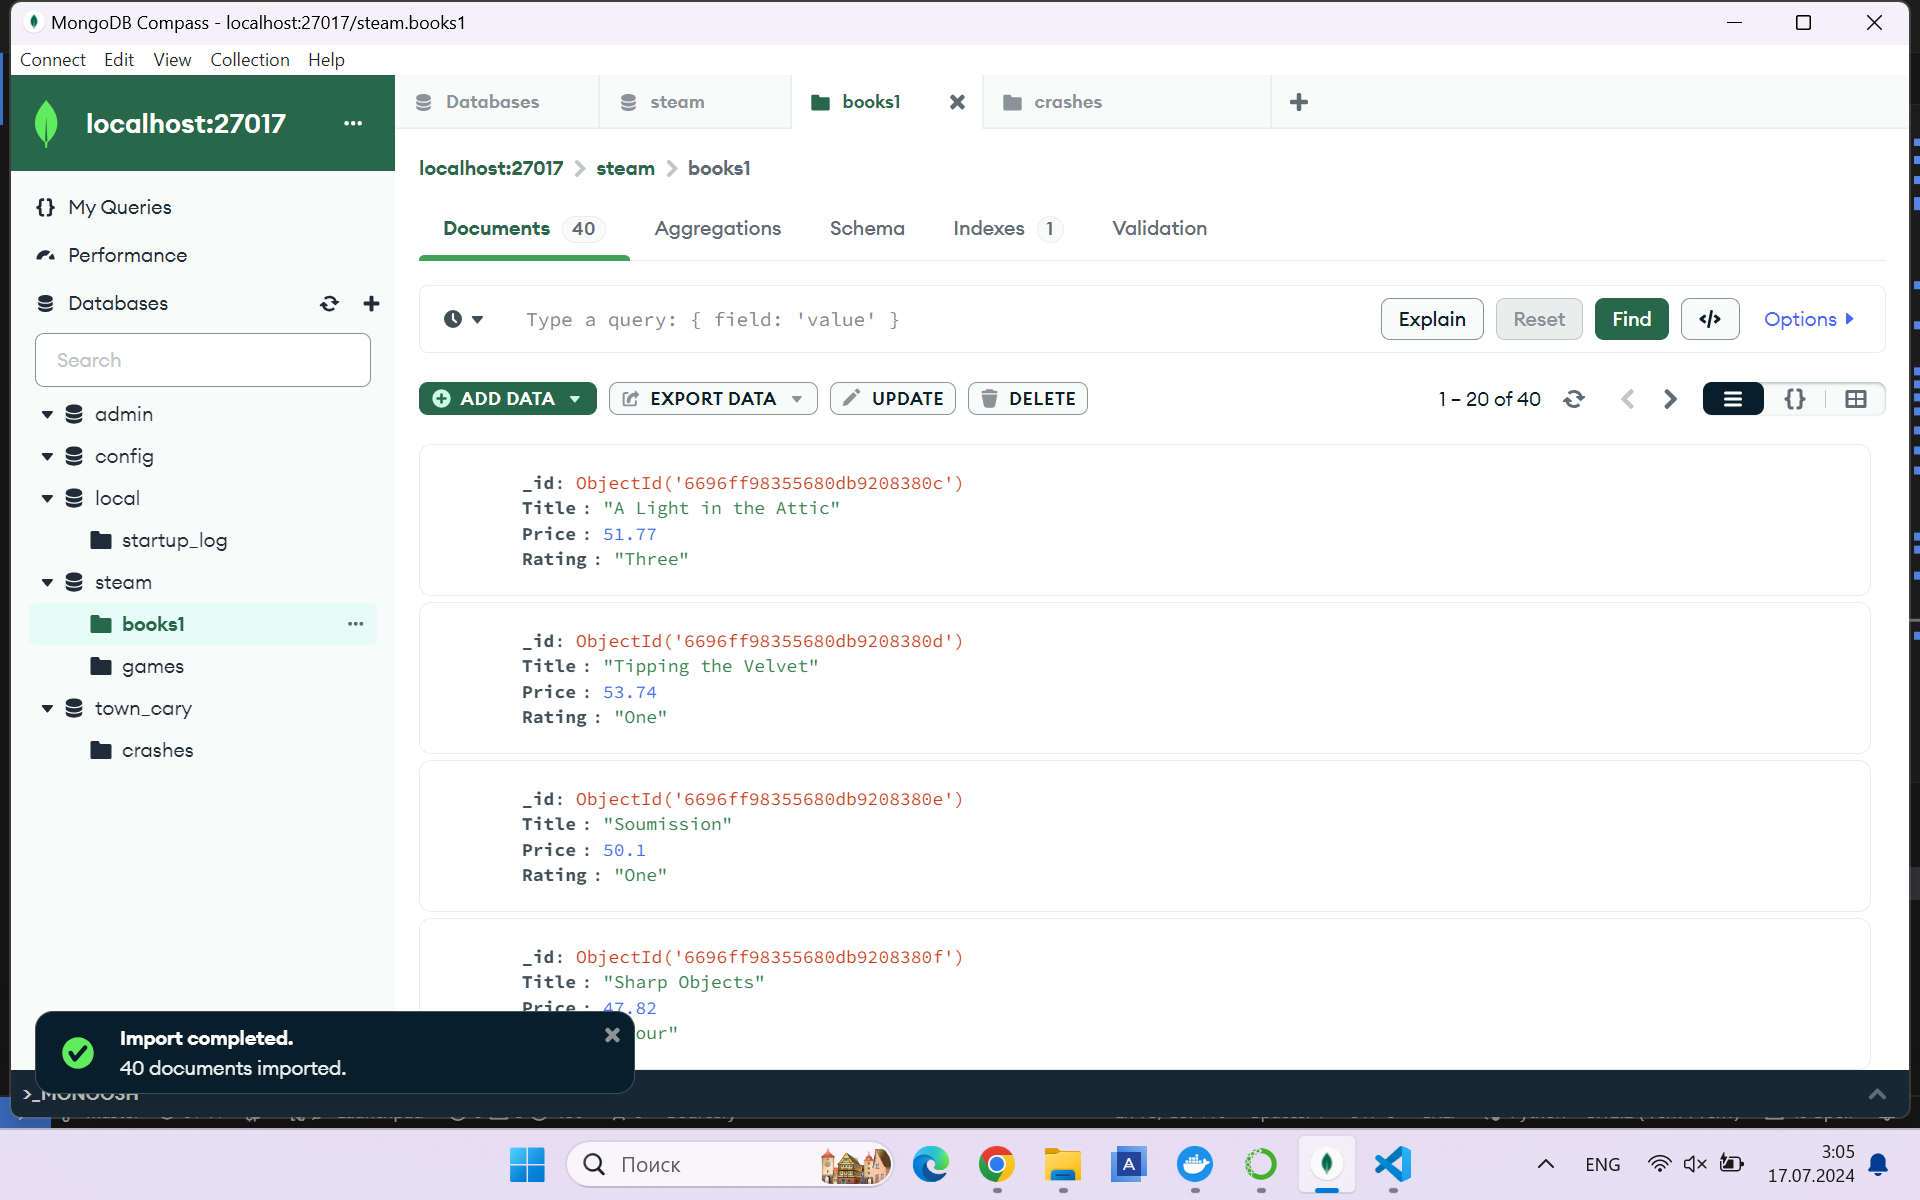 MongoDB Compass - localhost:27017/steam.books1
Connect Edit View Collection Help
localhost:27017 ...
Databases steam books1 crashes
localhost:27017 > steam > books1
My Queries
Performance
Databases
Search
admin
config
local
startup_log
steam
books1 ...
games
town_cary
crashes
Documents 40 Aggregations Schema Indexes 1 Validation
Type a query: { field: 'value' }
Explain Reset Find </> Options
ADD DATA EXPORT DATA UPDATE DELETE
1 – 20 of 40 {}
_id: ObjectId('6696ff98355680db9208380c')
Title : "A Light in the Attic"
Price : 51.77
Rating : "Three"
_id: ObjectId('6696ff98355680db9208380d')
Title : "Tipping the Velvet"
Price : 53.74
Rating : "One"
_id: ObjectId('6696ff98355680db9208380e')
Title : "Soumission"
Price : 50.1
Rating : "One"
_id: ObjectId('6696ff98355680db9208380f')
Title : "Sharp Objects"
Price : 47.82
our"
Import completed.
40 documents imported.
>_MONGOSH
Поиск
ENG
3:05
17.07.2024